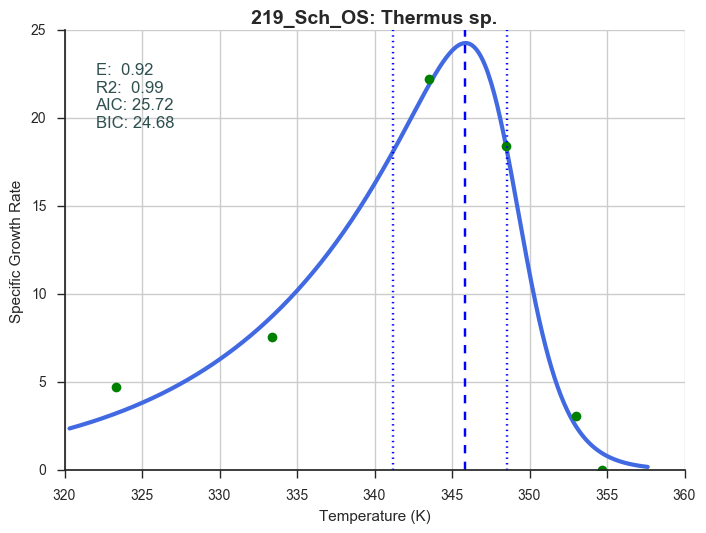 219_Sch_OS: Thermus sp.
E:  0.92
R2:  0.99
AIC: 25.72
BIC: 24.68
Specific Growth Rate
25
20
15
10
5
0
320 325 330 335 340 345 350 355 360
Temperature (K)